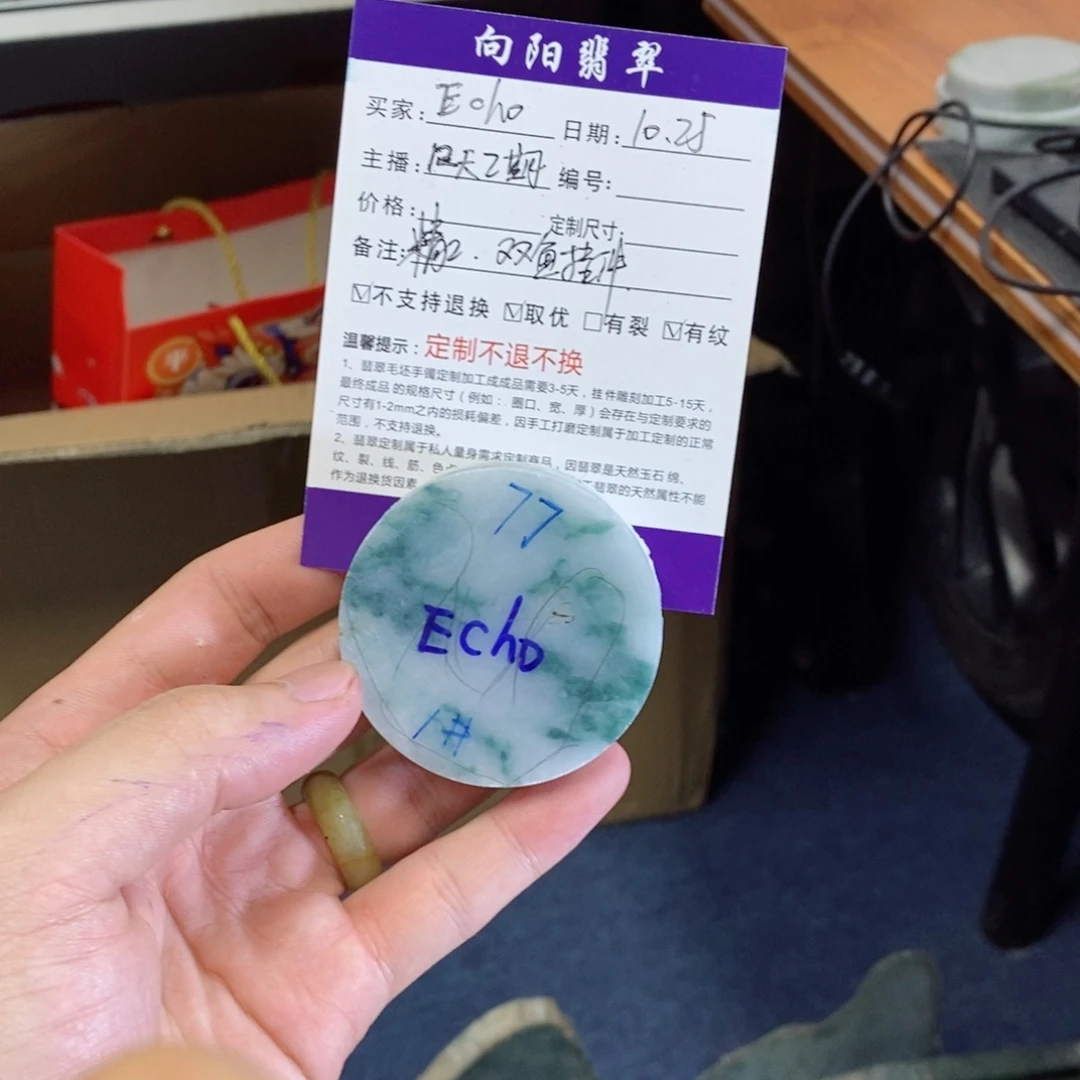 向阳翡翠
买家: Echo 日期: 10.25
主播: 编号:
价格: 定制尺寸:
备注: 精工. 双面挂件.
☑不支持退换 ☑取优 ☐有裂 ☑有纹
温馨提示: 定制不退不换
1、翡翠毛坯手镯定制加工成成品需要3-5天，挂件雕刻加工5-15天，
最终成品的规格尺寸（例如:. 圈口、宽、厚）会存在与定制要求的
尺寸有1-2mm之内的损耗偏差，因手工打磨定制属于加工定制的正常
范围，不支持退换。
2、翡翠定制属于私人量身需求定制商品，因翡翠是天然玉石 绵、
纹、裂、线、筋、色 翡翠的天然属性不能
作为退换货因素
77
Echo
1#